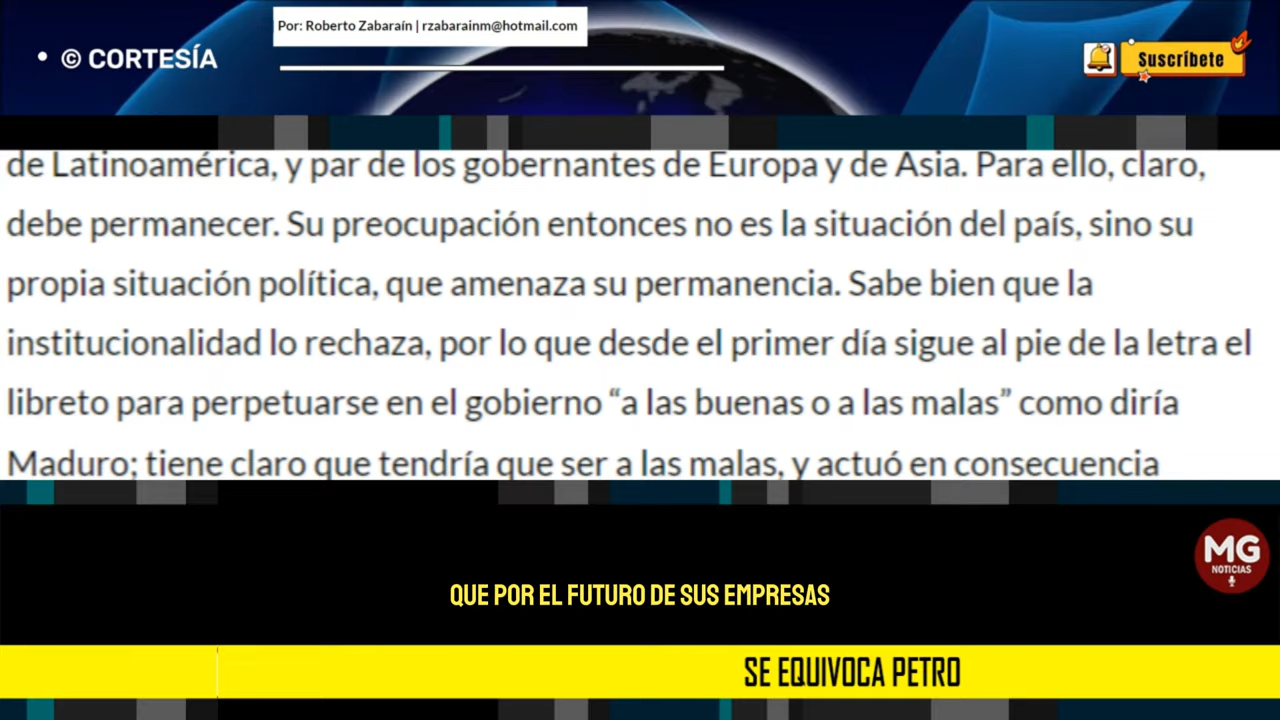 Por: Roberto Zabaraín | rzabarainm@hotmail.com
• © CORTESÍA
Suscríbete
de Latinoamérica, y par de los gobernantes de Europa y de Asia. Para ello, claro,
debe permanecer. Su preocupación entonces no es la situación del país, sino su
propia situación política, que amenaza su permanencia. Sabe bien que la
institucionalidad lo rechaza, por lo que desde el primer día sigue al pie de la letra el
libreto para perpetuarse en el gobierno “a las buenas o a las malas” como diría
Maduro; tiene claro que tendría que ser a las malas, y actuó en consecuencia
MG
NOTICIAS
QUE POR EL FUTURO DE SUS EMPRESAS
SE EQUIVOCA PETRO